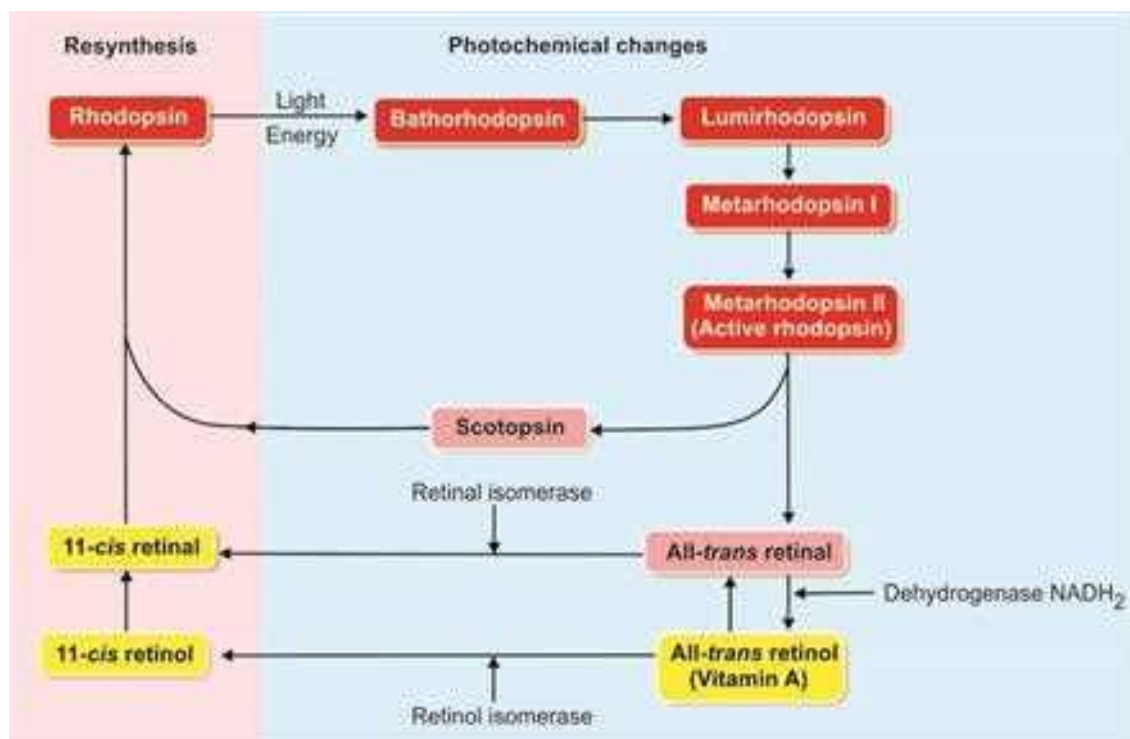 Resynthesis
Photochemical changes
Rhodopsin
Light
Energy
Bathorhodopsin
Lumirhodopsin
Metarhodopsin I
Metarhodopsin II
(Active rhodopsin)
Scotopsin
Retinal isomerase
11-cis retinal
All-trans retinal
Dehydrogenase NADH₂
11-cis retinol
All-trans retinol
(Vitamin A)
Retinol isomerase